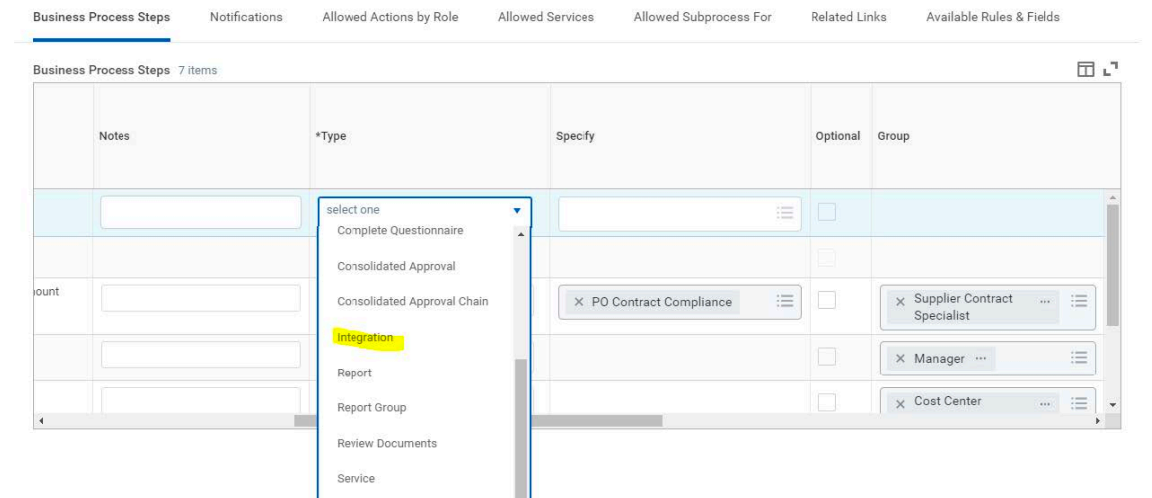 Business Process Steps Notifications Allowed Actions by Role Allowed Services Allowed Subprocess For Related Links Available Rules & Fields
Business Process Steps 7 items
Notes *Type Specify Optional Group
select one
Complete Questionnaire
Consolidated Approval
ount Consolidated Approval Chain × PO Contract Compliance × Supplier Contract ...
Specialist
Integration
× Manager ...
Report
Report Group × Cost Center ...
Review Documents
Service